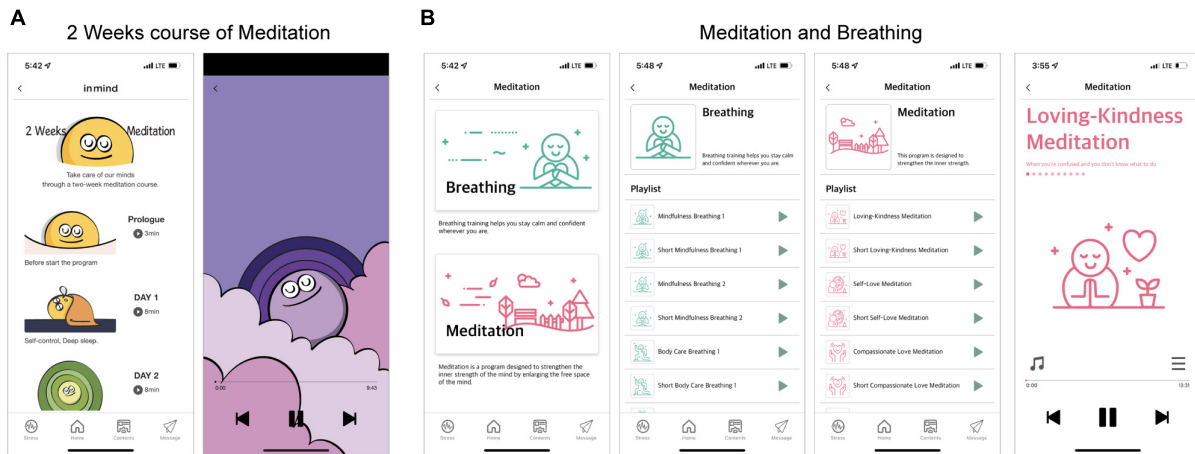 A
2 Weeks course of Meditation
5:42
LTE
inmind
2 Weeks Meditation
Take care of our minds
through a two-week meditation course.
Prologue
3min
Before start the program
DAY 1
8min
Self-control, Deep sleep.
DAY 2
8min
Stress
Home
Contents
Message
0:00
9:43
B
Meditation and Breathing
5:42
LTE
Meditation
Breathing
Breathing training helps you stay calm and confident
wherever you are.
Meditation
Meditation is a program designed to strengthen the
inner strength of the mind by enlarging the free space
of the mind.
Stress
Home
Contents
Message
5:48
LTE
Meditation
Breathing
Breathing training helps you stay calm
and confident wherever you are.
Playlist
Mindfulness Breathing 1
Short Mindfulness Breathing 1
Mindfulness Breathing 2
Short Mindfulness Breathing 2
Body Care Breathing 1
Short Body Care Breathing 1
Stress
Home
Contents
Message
5:48
LTE
Meditation
Meditation
This program is designed to
strengthen the inner strength.
Playlist
Loving-Kindness Meditation
Short Loving-Kindness Meditation
Self-Love Meditation
Short Self-Love Meditation
Compassionate Love Meditation
Short Compassionate Love Meditation
Stress
Home
Contents
Message
3:55
LTE
Meditation
Loving-Kindness
Meditation
When you're confused and you don't know what to do
0:00
13:31